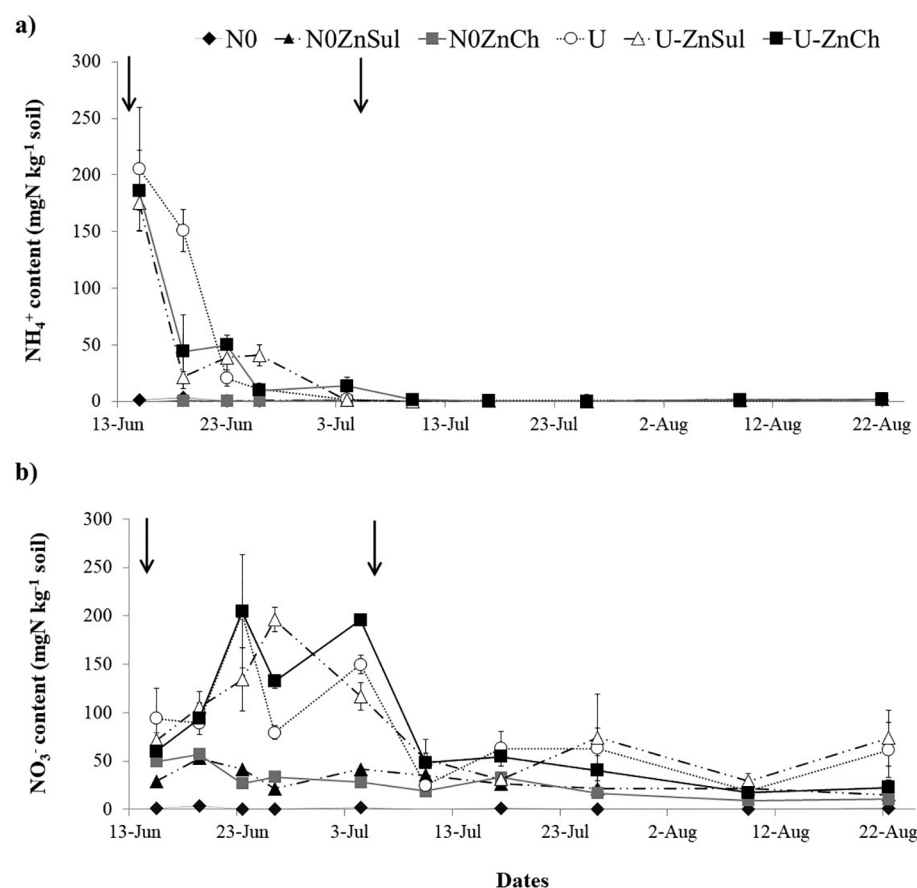 a)
N0 N0ZnSul N0ZnCh U U-ZnSul U-ZnCh
NH₄⁺ content (mgN kg⁻¹ soil)
300
250
200
150
100
50
0
13-Jun 23-Jun 3-Jul 13-Jul 23-Jul 2-Aug 12-Aug 22-Aug
b)
NO₃⁻ content (mgN kg⁻¹ soil)
300
250
200
150
100
50
0
13-Jun 23-Jun 3-Jul 13-Jul 23-Jul 2-Aug 12-Aug 22-Aug
Dates